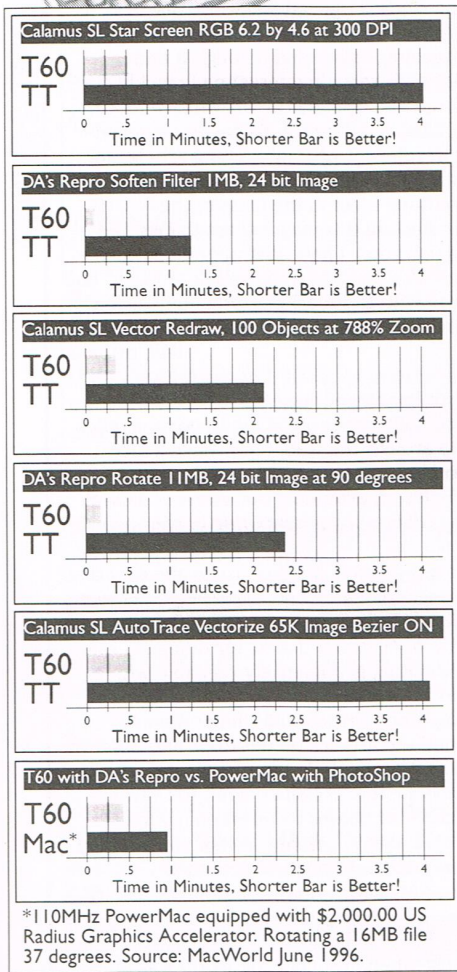 Calamus SL Star Screen RGB 6.2 by 4.6 at 300 DPI
T60
TT
0 .5 1 1.5 2 2.5 3 3.5 4
Time in Minutes, Shorter Bar is Better!
DA's Repro Soften Filter 1MB, 24 bit Image
T60
TT
0 .5 1 1.5 2 2.5 3 3.5 4
Time in Minutes, Shorter Bar is Better!
Calamus SL Vector Redraw, 100 Objects at 788% Zoom
T60
TT
0 .5 1 1.5 2 2.5 3 3.5 4
Time in Minutes, Shorter Bar is Better!
DA's Repro Rotate 11MB, 24 bit Image at 90 degrees
T60
TT
0 .5 1 1.5 2 2.5 3 3.5 4
Time in Minutes, Shorter Bar is Better!
Calamus SL AutoTrace Vectorize 65K Image Bezier ON
T60
TT
0 .5 1 1.5 2 2.5 3 3.5 4
Time in Minutes, Shorter Bar is Better!
T60 with DA's Repro vs. PowerMac with PhotoShop
T60
Mac*
0 .5 1 1.5 2 2.5 3 3.5 4
Time in Minutes, Shorter Bar is Better!
*110MHz PowerMac equipped with $2,000.00 US
Radius Graphics Accelerator. Rotating a 16MB file
37 degrees. Source: MacWorld June 1996.